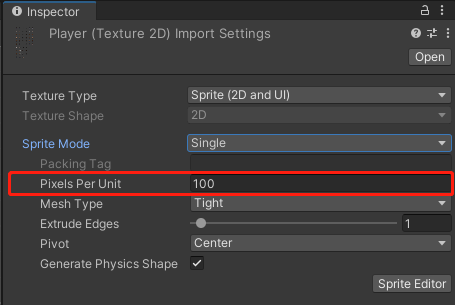 Inspector
Player (Texture 2D) Import Settings
Open
Texture Type Sprite (2D and UI)
Texture Shape 2D
Sprite Mode Single
Packing Tag
Pixels Per Unit 100
Mesh Type Tight
Extrude Edges 1
Pivot Center
Generate Physics Shape
Sprite Editor